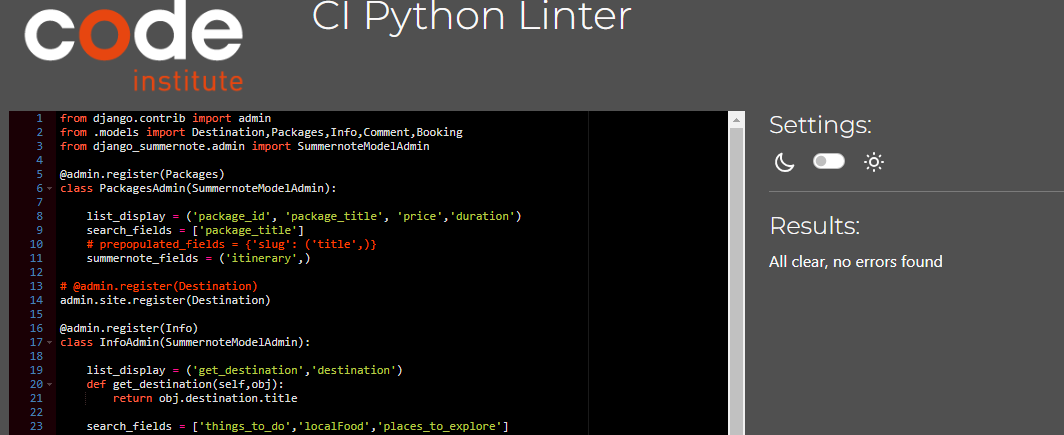 code
institute
CI Python Linter
1 from django.contrib import admin
2 from .models import Destination,Packages,Info,Comment,Booking
3 from django_summernote.admin import SummernoteModelAdmin
4
5 @admin.register(Packages)
6 class PackagesAdmin(SummernoteModelAdmin):
7
8     list_display = ('package_id', 'package_title', 'price','duration')
9     search_fields = ['package_title']
10     # prepopulated_fields = {'slug': ('title',)}
11     summernote_fields = ('itinerary',)
12
13 # @admin.register(Destination)
14 admin.site.register(Destination)
15
16 @admin.register(Info)
17 class InfoAdmin(SummernoteModelAdmin):
18
19     list_display = ('get_destination','destination')
20     def get_destination(self,obj):
21         return obj.destination.title
22
23     search_fields = ['things_to_do','localFood','places_to_explore']
Settings:
Results:
All clear, no errors found